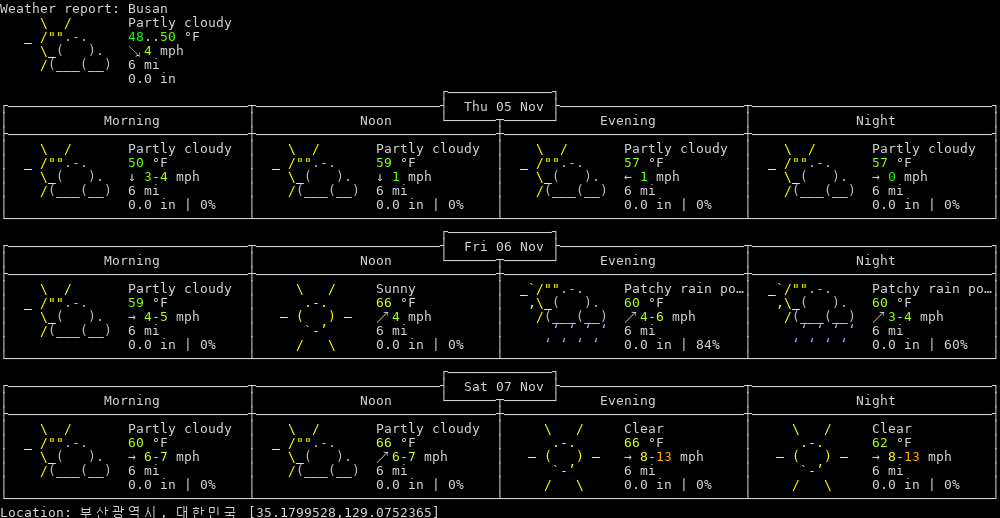 Weather report: Busan
Partly cloudy
48..50 °F
↘ 4 mph
6 mi
0.0 in
Thu 05 Nov
Morning Noon Evening Night
Partly cloudy Partly cloudy Partly cloudy Partly cloudy
50 °F 59 °F 57 °F 57 °F
↓ 3-4 mph ↓ 1 mph ← 1 mph → 0 mph
6 mi 6 mi 6 mi 6 mi
0.0 in | 0% 0.0 in | 0% 0.0 in | 0% 0.0 in | 0%
Fri 06 Nov
Morning Noon Evening Night
Partly cloudy Sunny Patchy rain po… Patchy rain po…
59 °F 66 °F 60 °F 60 °F
→ 4-5 mph ↗ 4 mph ↗ 4-6 mph ↗ 3-4 mph
6 mi 6 mi 6 mi 6 mi
0.0 in | 0% 0.0 in | 0% 0.0 in | 84% 0.0 in | 60%
Sat 07 Nov
Morning Noon Evening Night
Partly cloudy Partly cloudy Clear Clear
60 °F 66 °F 66 °F 62 °F
→ 6-7 mph ↗ 6-7 mph → 8-13 mph → 8-13 mph
6 mi 6 mi 6 mi 6 mi
0.0 in | 0% 0.0 in | 0% 0.0 in | 0% 0.0 in | 0%
Location: 부산광역시, 대한민국 [35.1799528,129.0752365]